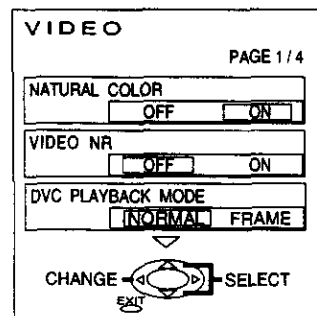 VIDEO
PAGE 1/4
NATURAL COLOR
OFF ON
VIDEO NR
OFF ON
DVC PLAYBACK MODE
NORMAL FRAME
CHANGE SELECT
EXIT